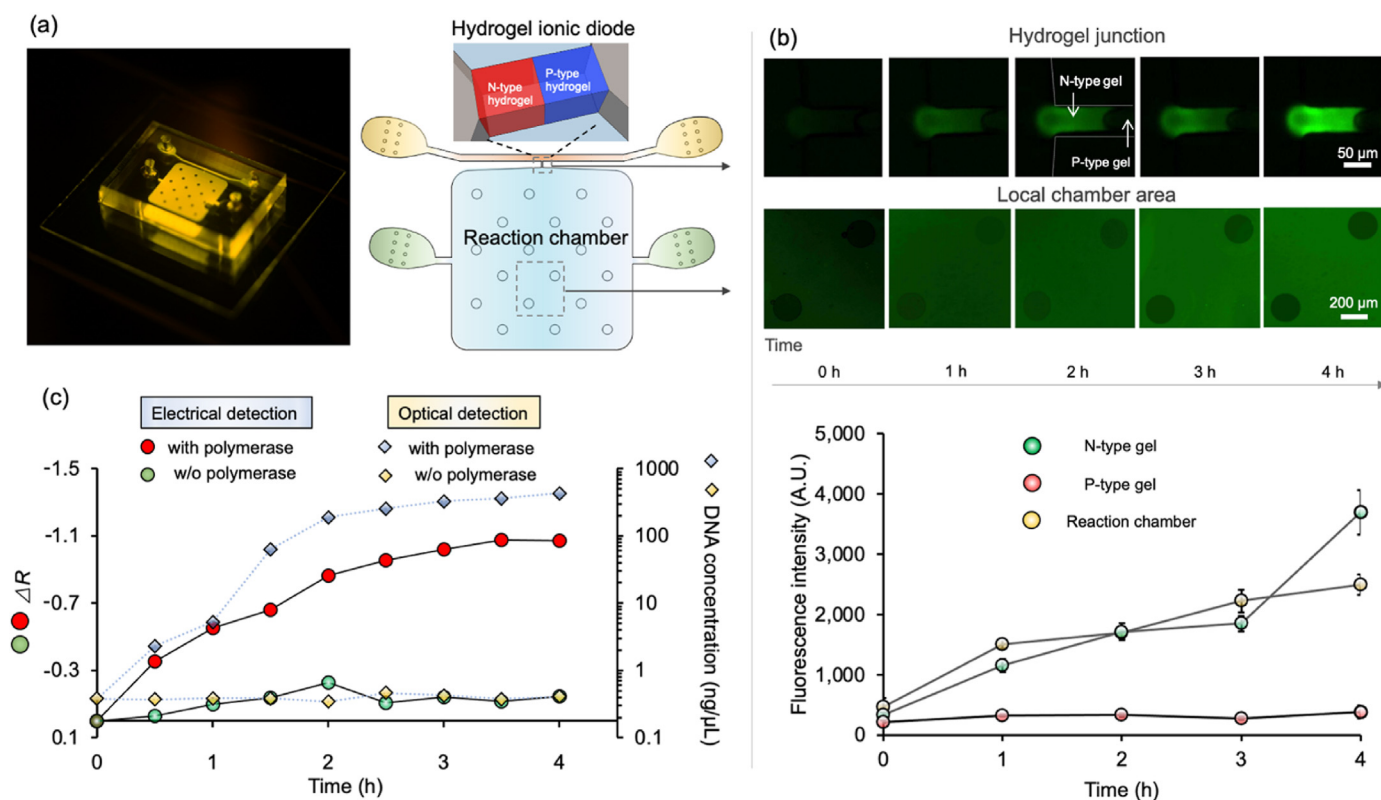 (a)
Hydrogel ionic diode
N-type
hydrogel
P-type
hydrogel
Reaction chamber
(b)
Hydrogel junction
N-type gel
P-type gel
50 µm
Local chamber area
200 µm
Time
0 h
1 h
2 h
3 h
4 h
5,000
4,000
3,000
2,000
1,000
0
Fluorescence intensity (A.U.)
N-type gel
P-type gel
Reaction chamber
0
1
2
3
4
Time (h)
(c)
Electrical detection
Optical detection
with polymerase
w/o polymerase
with polymerase
w/o polymerase
-1.5
-1.1
-0.7
-0.3
0.1
ΔR
1000
100
10
1
0.1
DNA concentration (ng/µL)
0
1
2
3
4
Time (h)